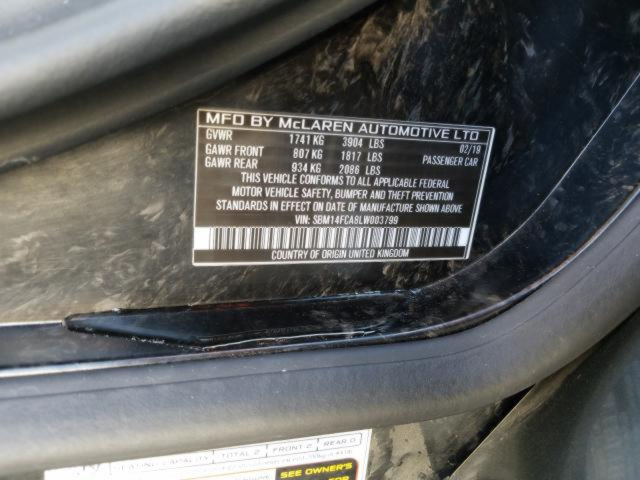 MFD BY McLAREN AUTOMOTIVE LTD
GVWR 1741 KG 3904 LBS 02/19
GAWR FRONT 807 KG 1817 LBS PASSENGER CAR
GAWR REAR 934 KG 2086 LBS
THIS VEHICLE CONFORMS TO ALL APPLICABLE FEDERAL
MOTOR VEHICLE SAFETY, BUMPER, AND THEFT PREVENTION
STANDARDS IN EFFECT ON DATE OF MANUFACTURE SHOWN ABOVE
VIN: SBM14FCA6LW003799
COUNTRY OF ORIGIN UNITED KINGDOM
SEATING CAPACITY TOTAL 2 FRONT 2 REAR 0
SEE OWNER'S